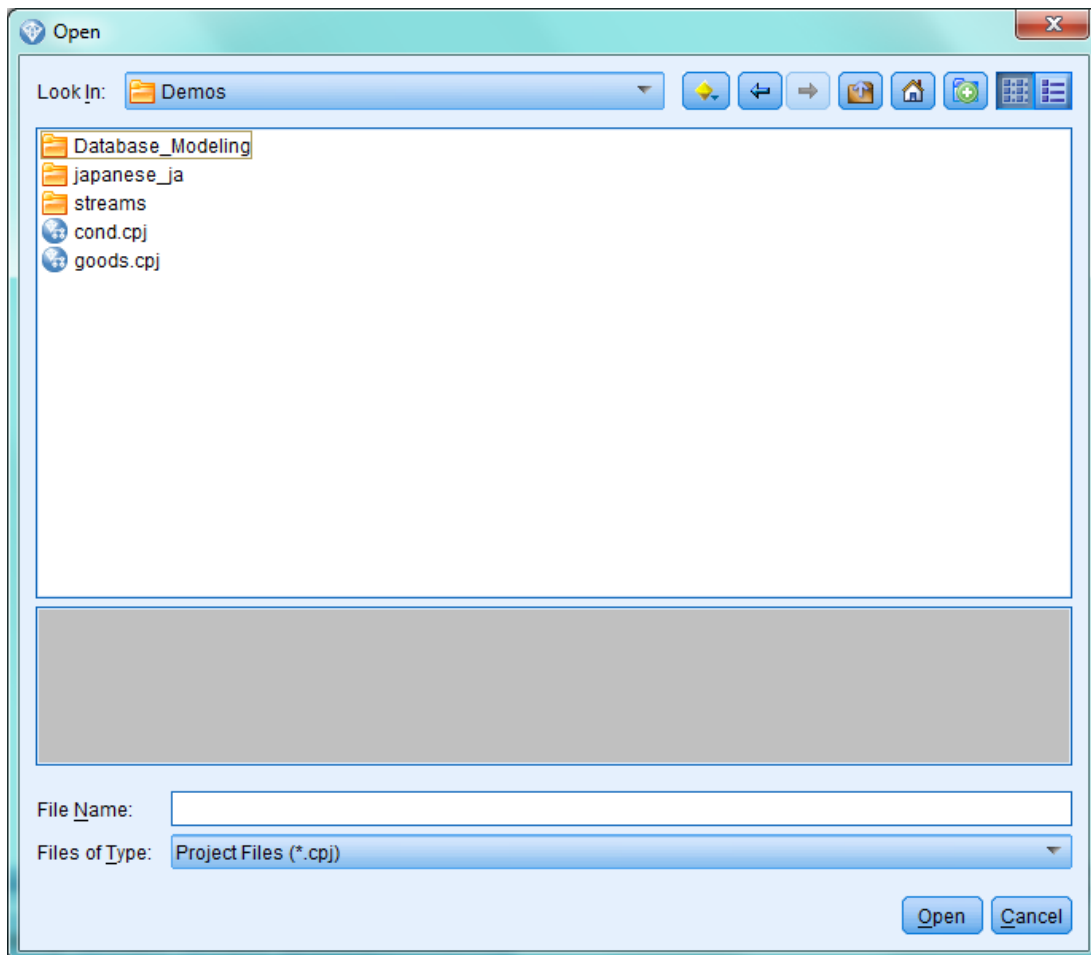 Open
Look In: Demos
Database_Modeling
japanese_ja
streams
cond.cpj
goods.cpj
File Name:
Files of Type: Project Files (*.cpj)
Open Cancel